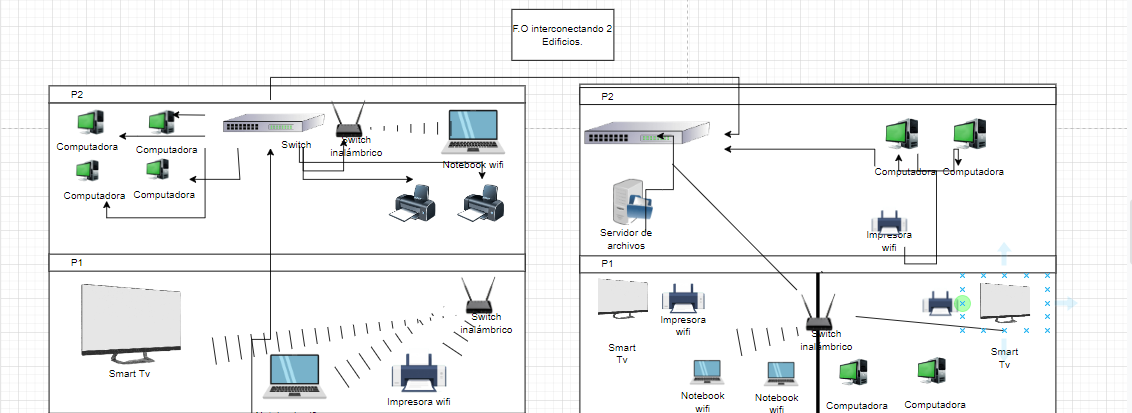 F.O interconectando 2
Edificios.
P2
Computadora
Computadora
Switch
Switch
inalámbrico
Notebook wifi
Computadora
Computadora
P1
Smart Tv
Switch
inalámbrico
Impresora wifi
P2
Computadora
Computadora
Servidor de
archivos
Impresora
wifi
P1
Impresora
wifi
Smart
Tv
Switch
inalámbrico
Smart
Tv
Notebook
wifi
Notebook
wifi
Computadora
Computadora